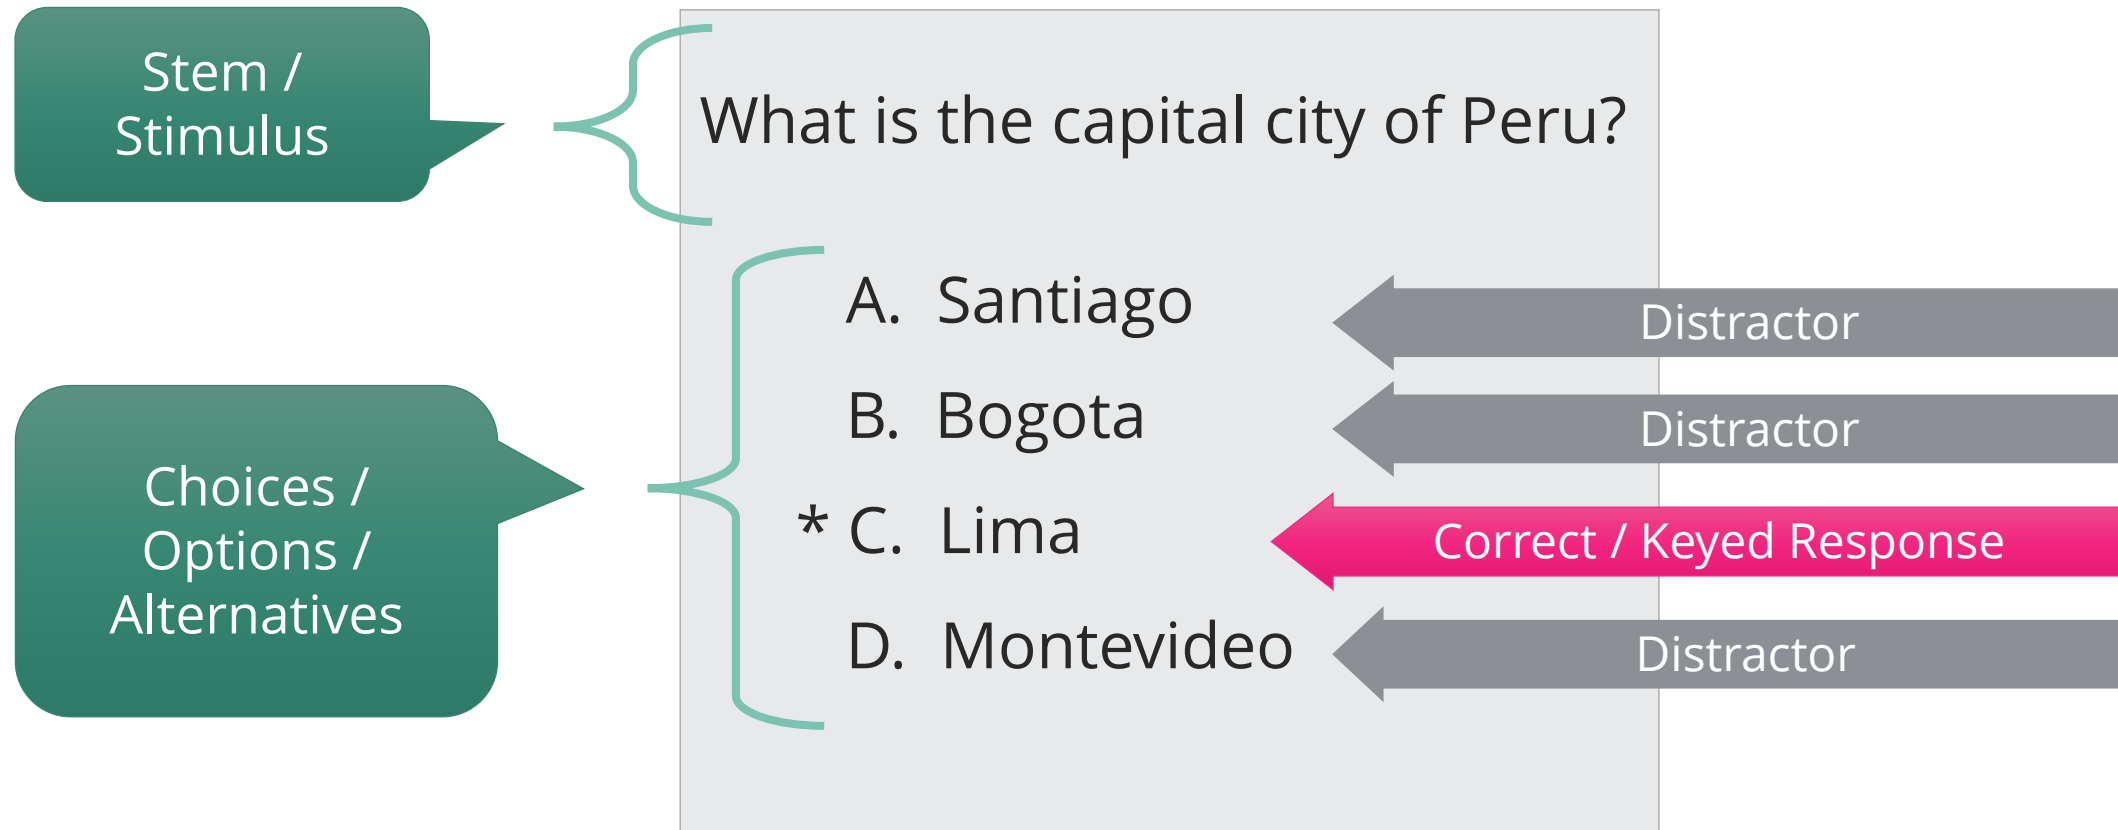 Stem /
Stimulus
What is the capital city of Peru?
A. Santiago
Distractor
B. Bogota
Distractor
* C. Lima
Correct / Keyed Response
D. Montevideo
Distractor
Choices /
Options /
Alternatives